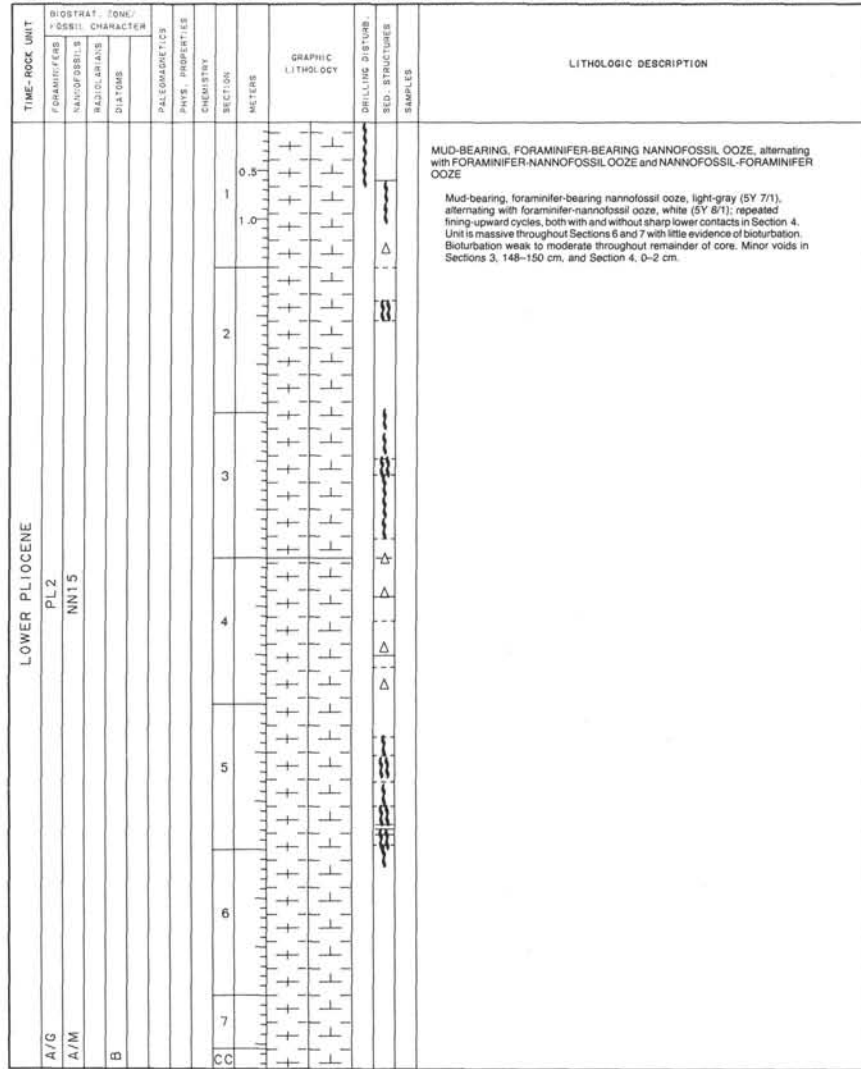 TIME-ROCK UNIT
BIOSTRAT. ZONE/
FOSSIL CHARACTER
FORAMINIFERS
NANNOFOSSILS
RADIOLARIANS
DIATOMS
PALEOMAGNETICS
PHYS. PROPERTIES
CHEMISTRY
SECTION
METERS
GRAPHIC
LITHOLOGY
DRILLING DISTURB.
SED. STRUCTURES
SAMPLES
LITHOLOGIC DESCRIPTION
LOWER PLIOCENE
PL2
NN15
A/G
A/M
B
1
0.5
1.0
2
3
4
5
6
7
CC
MUD-BEARING, FORAMINIFER-BEARING NANNOFOSSIL OOZE, alternating
with FORAMINIFER-NANNOFOSSIL OOZE and NANNOFOSSIL-FORAMINIFER
OOZE
Mud-bearing, foraminifer-bearing nannofossil ooze, light-gray (5Y 7/1),
alternating with foraminifer-nannofossil ooze, white (5Y 8/1); repeated
fining-upward cycles, both with and without sharp lower contacts in Section 4.
Unit is massive throughout Sections 6 and 7 with little evidence of bioturbation.
Bioturbation weak to moderate throughout remainder of core. Minor voids in
Sections 3, 148–150 cm, and Section 4, 0–2 cm.